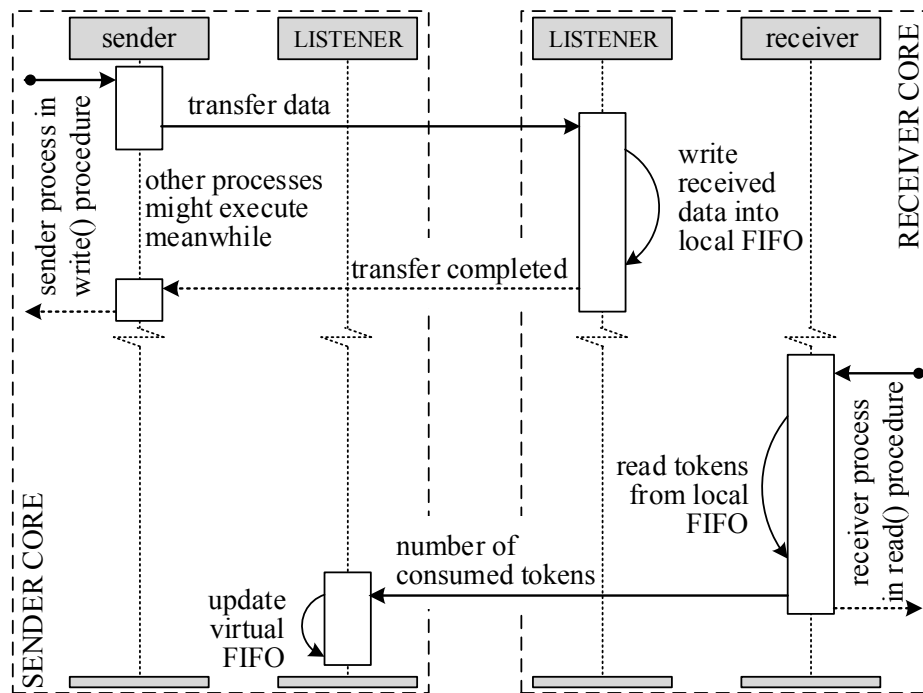 sender
LISTENER
LISTENER
receiver
RECEIVER CORE
sender process in
write() procedure
transfer data
write
received
data into
local FIFO
other processes
might execute
meanwhile
transfer completed
receiver process
in read() procedure
read tokens
from local
FIFO
number of
consumed tokens
update
virtual
FIFO
SENDER CORE